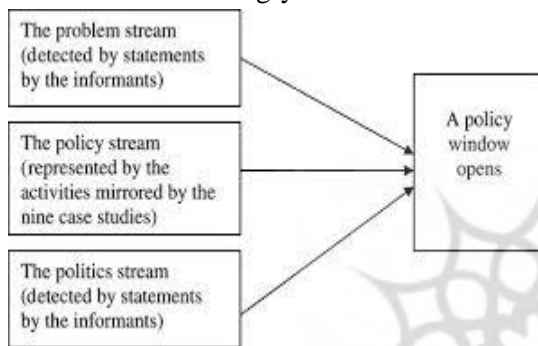 The problem stream
(detected by statements
by the informants)
The policy stream
(represented by the
activities mirrored by the
nine case studies)
The politics stream
(detected by statements
by the informants)
A policy
window
opens